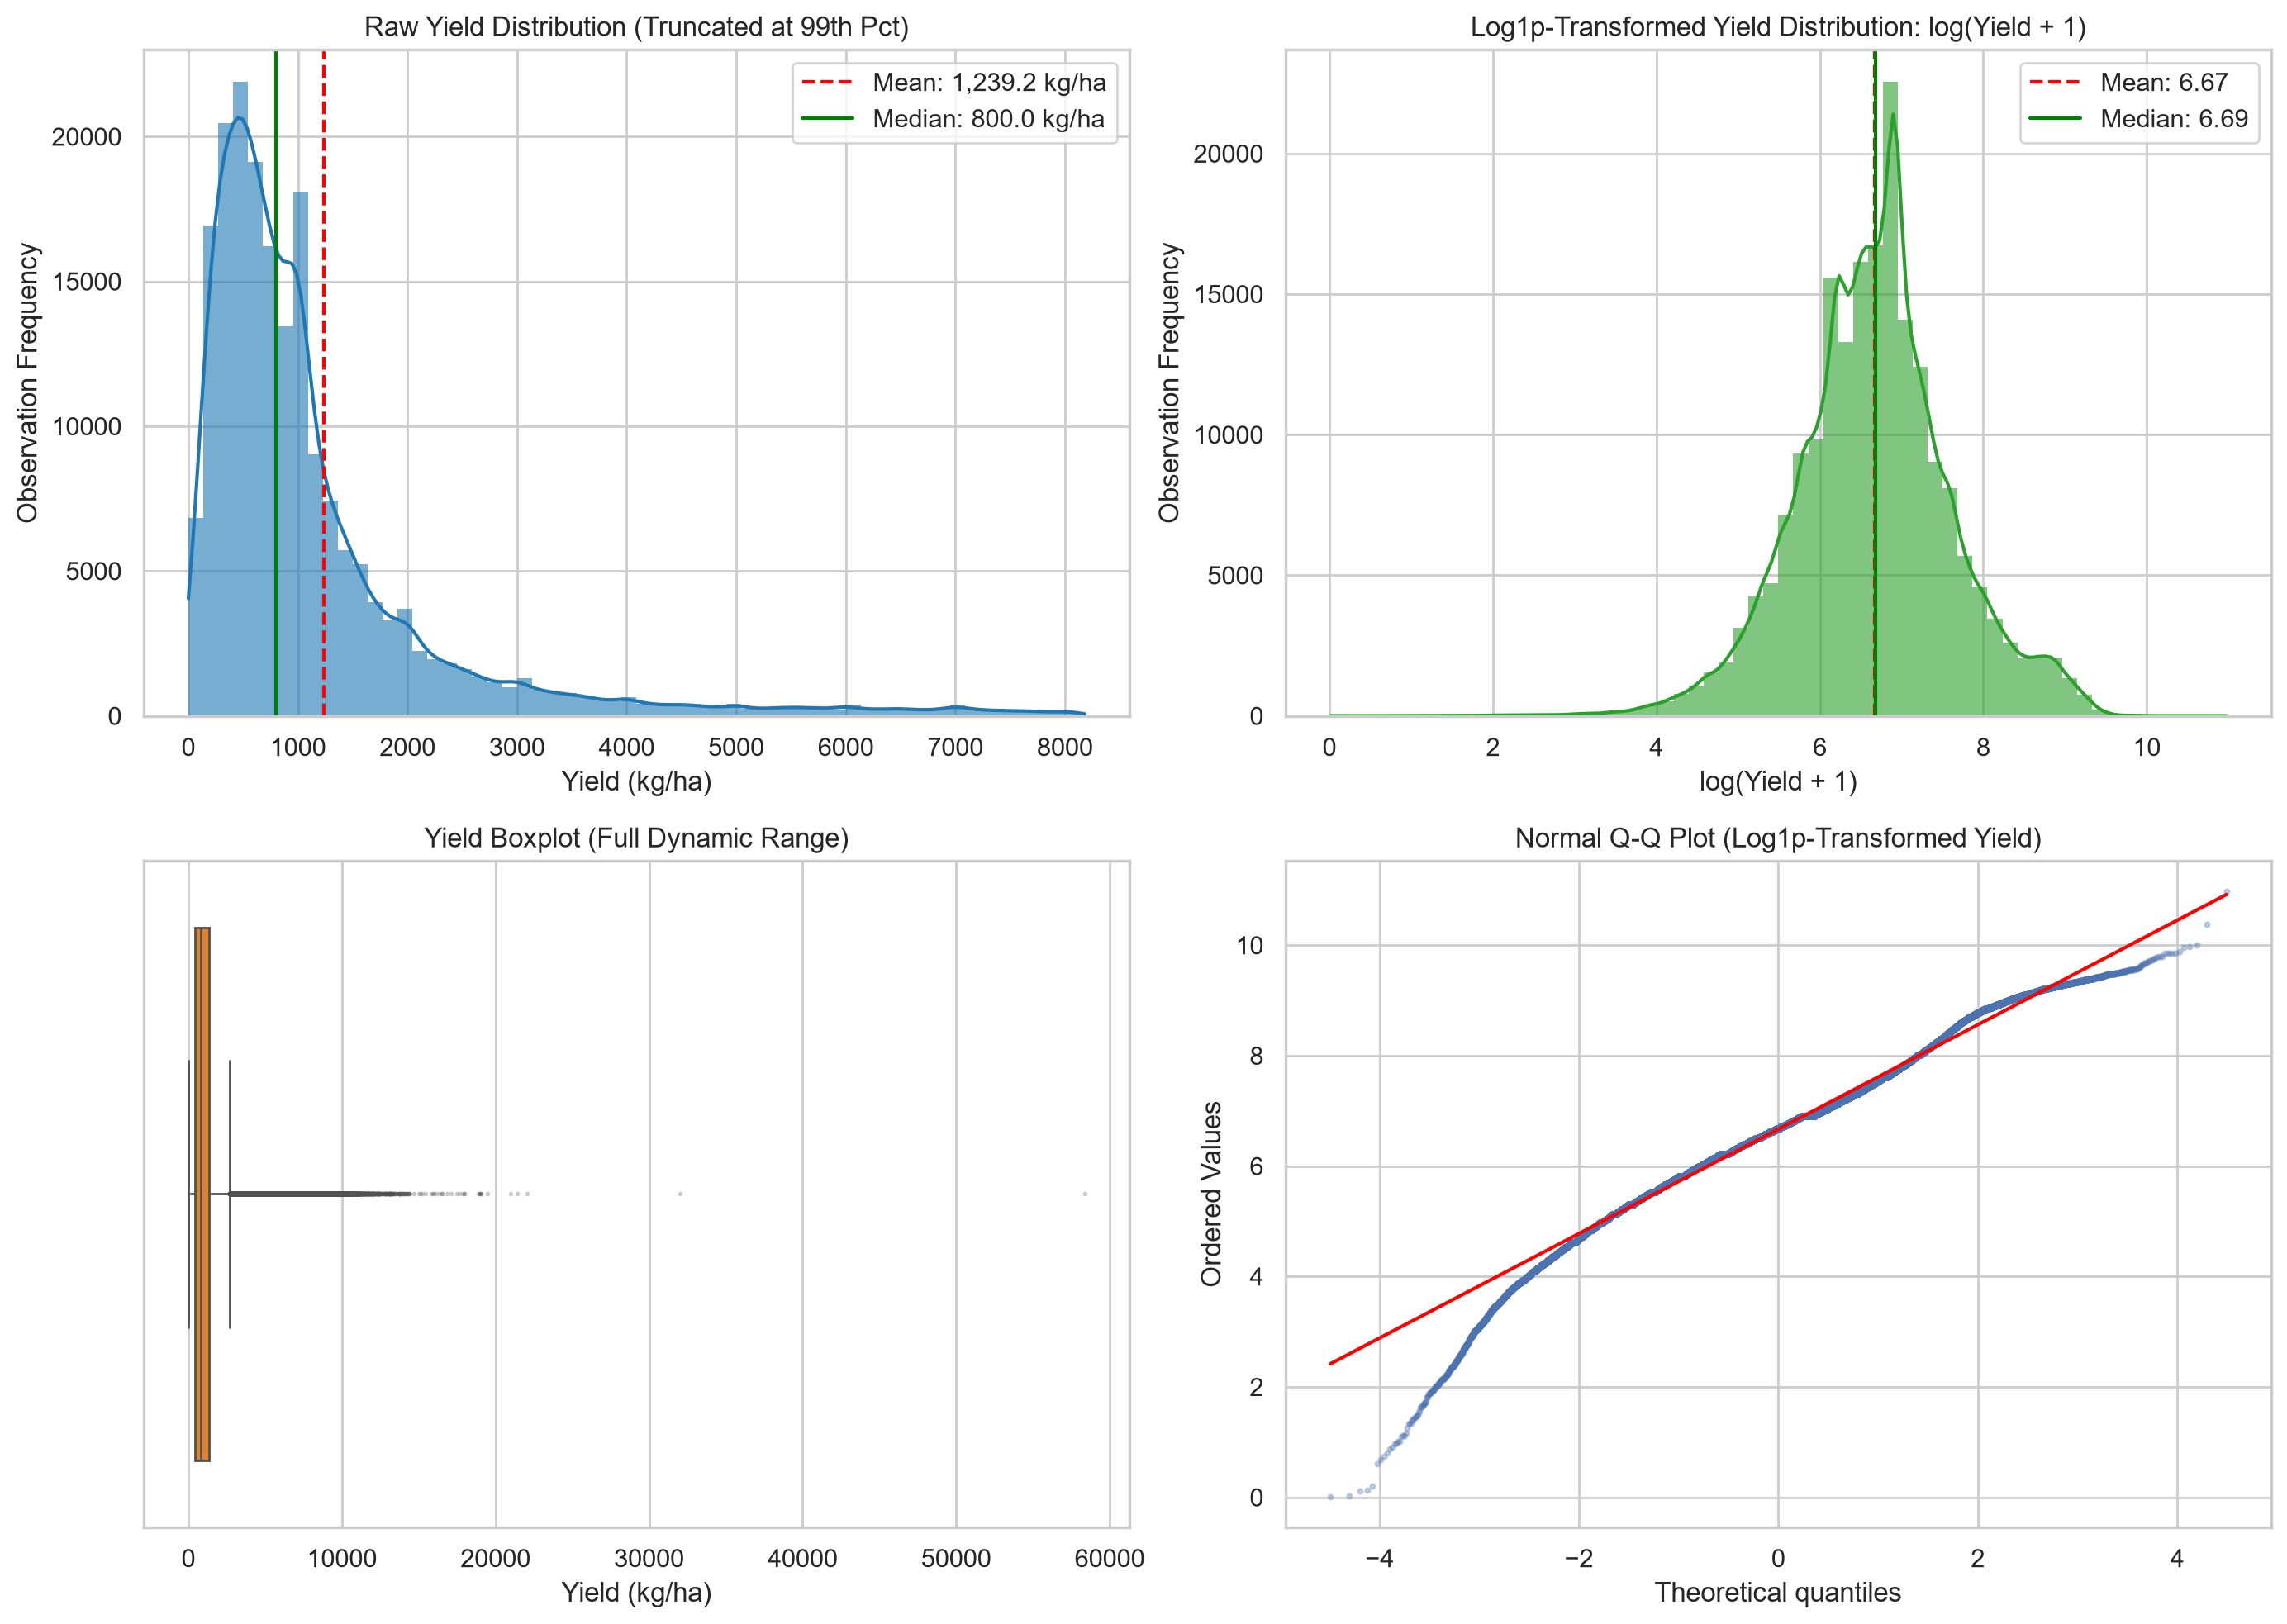 Raw Yield Distribution (Truncated at 99th Pct)
Mean: 1,239.2 kg/ha
Median: 800.0 kg/ha
Observation Frequency
20000
15000
10000
5000
0
0 1000 2000 3000 4000 5000 6000 7000 8000
Yield (kg/ha)
Log1p-Transformed Yield Distribution: log(Yield + 1)
Mean: 6.67
Median: 6.69
Observation Frequency
20000
15000
10000
5000
0
0 2 4 6 8 10
log(Yield + 1)
Yield Boxplot (Full Dynamic Range)
0 10000 20000 30000 40000 50000 60000
Yield (kg/ha)
Normal Q-Q Plot (Log1p-Transformed Yield)
Ordered Values
10
8
6
4
2
0
−4 −2 0 2 4
Theoretical quantiles